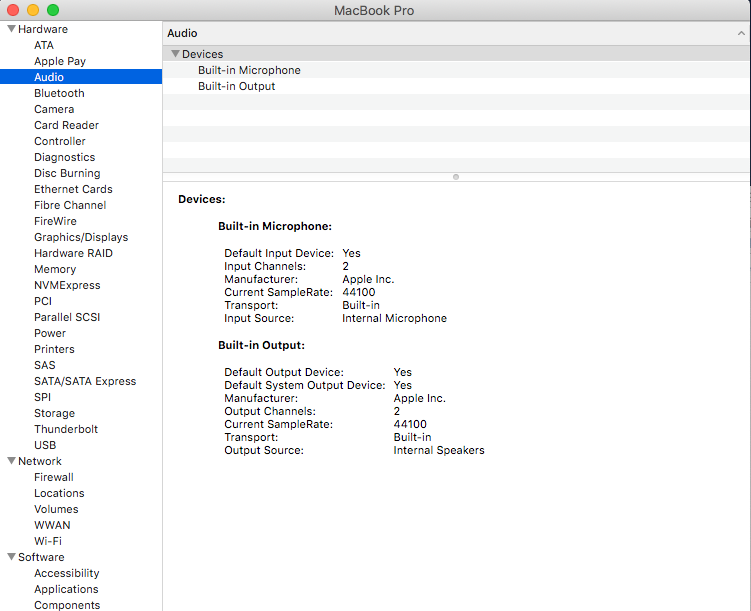 MacBook Pro
Hardware
ATA
Apple Pay
Audio
Bluetooth
Camera
Card Reader
Controller
Diagnostics
Disc Burning
Ethernet Cards
Fibre Channel
FireWire
Graphics/Displays
Hardware RAID
Memory
NVMExpress
PCI
Parallel SCSI
Power
Printers
SAS
SATA/SATA Express
SPI
Storage
Thunderbolt
USB
Network
Firewall
Locations
Volumes
WWAN
Wi-Fi
Software
Accessibility
Applications
Components
Audio
Devices
Built-in Microphone
Built-in Output
Devices:
Built-in Microphone:
Default Input Device: Yes
Input Channels: 2
Manufacturer: Apple Inc.
Current SampleRate: 44100
Transport: Built-in
Input Source: Internal Microphone
Built-in Output:
Default Output Device: Yes
Default System Output Device: Yes
Manufacturer: Apple Inc.
Output Channels: 2
Current SampleRate: 44100
Transport: Built-in
Output Source: Internal Speakers